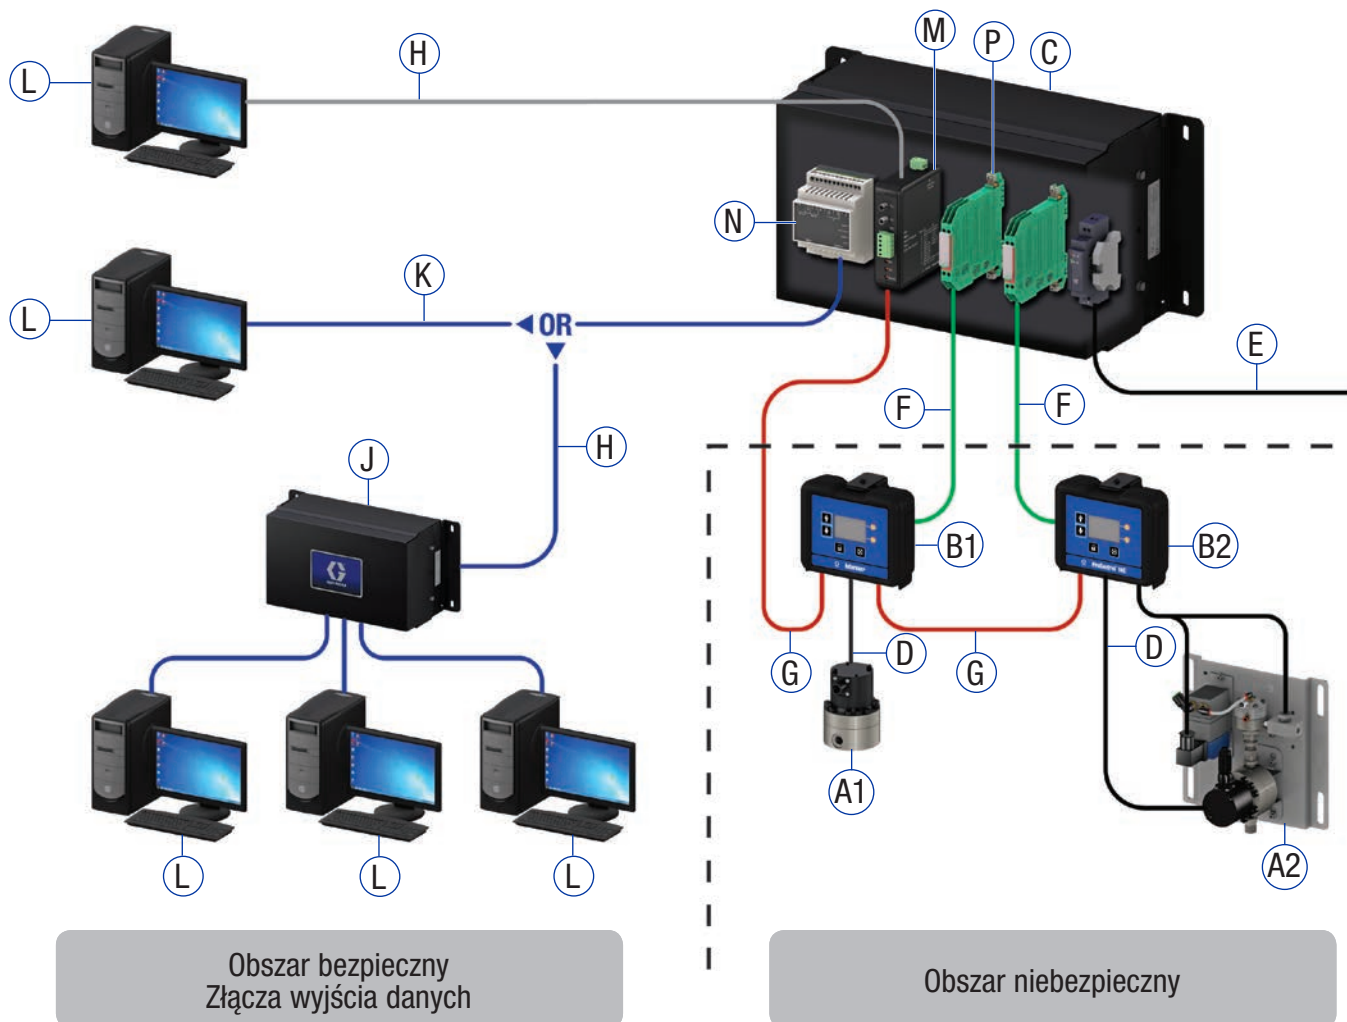 H
M
P
C
L
N
K
L
OR
E
F
F
H
J
B1
B2
G
D
G
D
A1
A2
L
L
L
Obszar bezpieczny
Złącza wyjścia danych
Obszar niebezpieczny